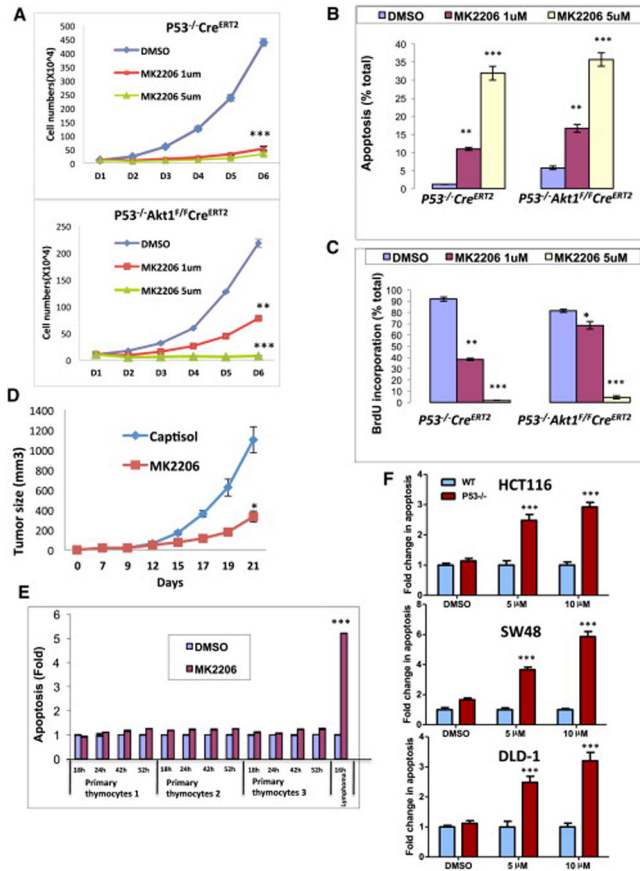 A
P53-/-CreERT2
Cell numbers(X10^4)
500
450
400
350
300
250
200
150
100
50
0
DMSO
MK2206 1um
MK2206 5um
***
D1 D2 D3 D4 D5 D6
P53-/-Akt1F/FCreERT2
Cell numbers(X10^4)
250
200
150
100
50
0
DMSO
MK2206 1um
MK2206 5um
**
***
D1 D2 D3 D4 D5 D6
B
DMSO MK2206 1uM MK2206 5uM
Apoptosis (% total)
40
35
30
25
20
15
10
5
0
** *** ** ***
P53-/-CreERT2 P53-/-Akt1F/FCreERT2
C
DMSO MK2206 1uM MK2206 5uM
BrdU incorporation (% total)
100
90
80
70
60
50
40
30
20
10
0
** *** * ***
P53-/-CreERT2 P53-/-Akt1F/FCreERT2
D
Tumor size (mm3)
1400
1200
1000
800
600
400
200
0
Captisol
MK2206
*
0 7 9 12 15 17 19 21
Days
E
Apoptosis (Fold)
6
5
4
3
2
1
0
DMSO
MK2206
***
18h 24h 42h 52h 18h 24h 42h 52h 18h 24h 42h 52h 16h
Primary thymocytes 1
Primary thymocytes 2
Primary thymocytes 3
F
HCT116
WT
P53-/-
Fold change in apoptosis
4
3
2
1
0
*** ***
DMSO 5 µM 10 µM
SW48
Fold change in apoptosis
8
6
4
2
0
*** ***
DMSO 5 µM 10 µM
DLD-1
Fold change in apoptosis
4
3
2
1
0
*** ***
DMSO 5 µM 10 µM